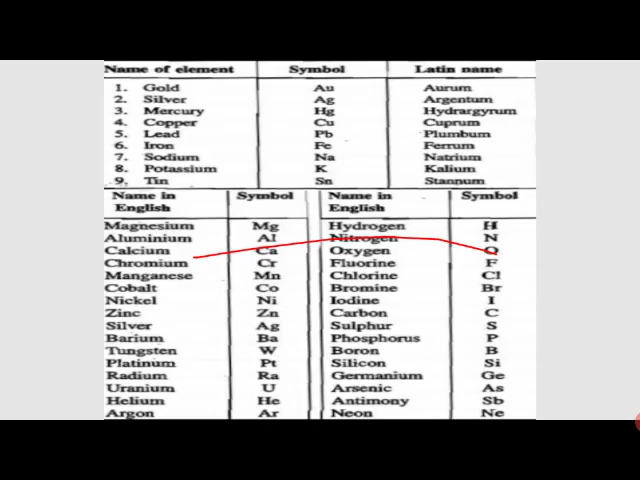 Name of element Symbol Latin name
1. Gold Au Aurum
2. Silver Ag Argentum
3. Mercury Hg Hydrargyrum
4. Copper Cu Cuprum
5. Lead Pb Plumbum
6. Iron Fe Ferrum
7. Sodium Na Natrium
8. Potassium K Kalium
9. Tin Sn Stannum
Name in English Symbol Name in English Symbol
Magnesium Mg Hydrogen H
Aluminium Al Nitrogen N
Calcium Ca Oxygen O
Chromium Cr Fluorine F
Manganese Mn Chlorine Cl
Cobalt Co Bromine Br
Nickel Ni Iodine I
Zinc Zn Carbon C
Silver Ag Sulphur S
Barium Ba Phosphorus P
Tungsten W Boron B
Platinum Pt Silicon Si
Radium Ra Germanium Ge
Uranium U Arsenic As
Helium He Antimony Sb
Argon Ar Neon Ne